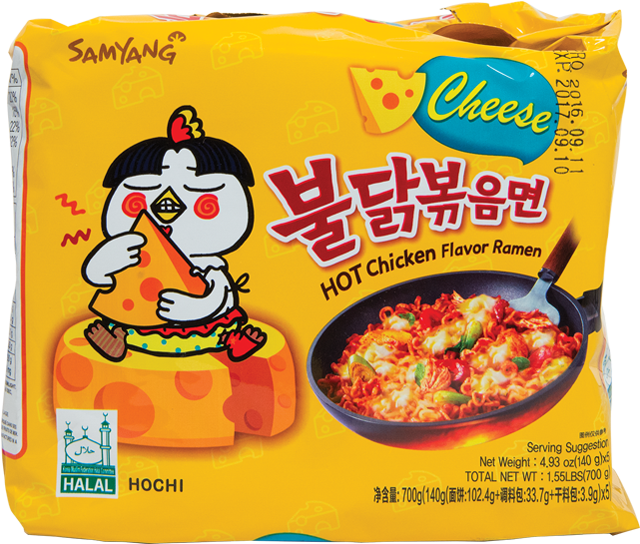 SAMYANG
Cheese
PRO 2016.09.11
EXP 2017.09.10
불닭볶음면
HOT Chicken Flavor Ramen
حلال
HALAL
HOCHI
Serving Suggestion
Net Weight : 4.93 oz(140 g)x5
TOTAL NET WT : 1.55LBS(700 g)
净含量:700g(140g(面饼:102.4g+调料包:33.7g+干料包:3.9g)x5)